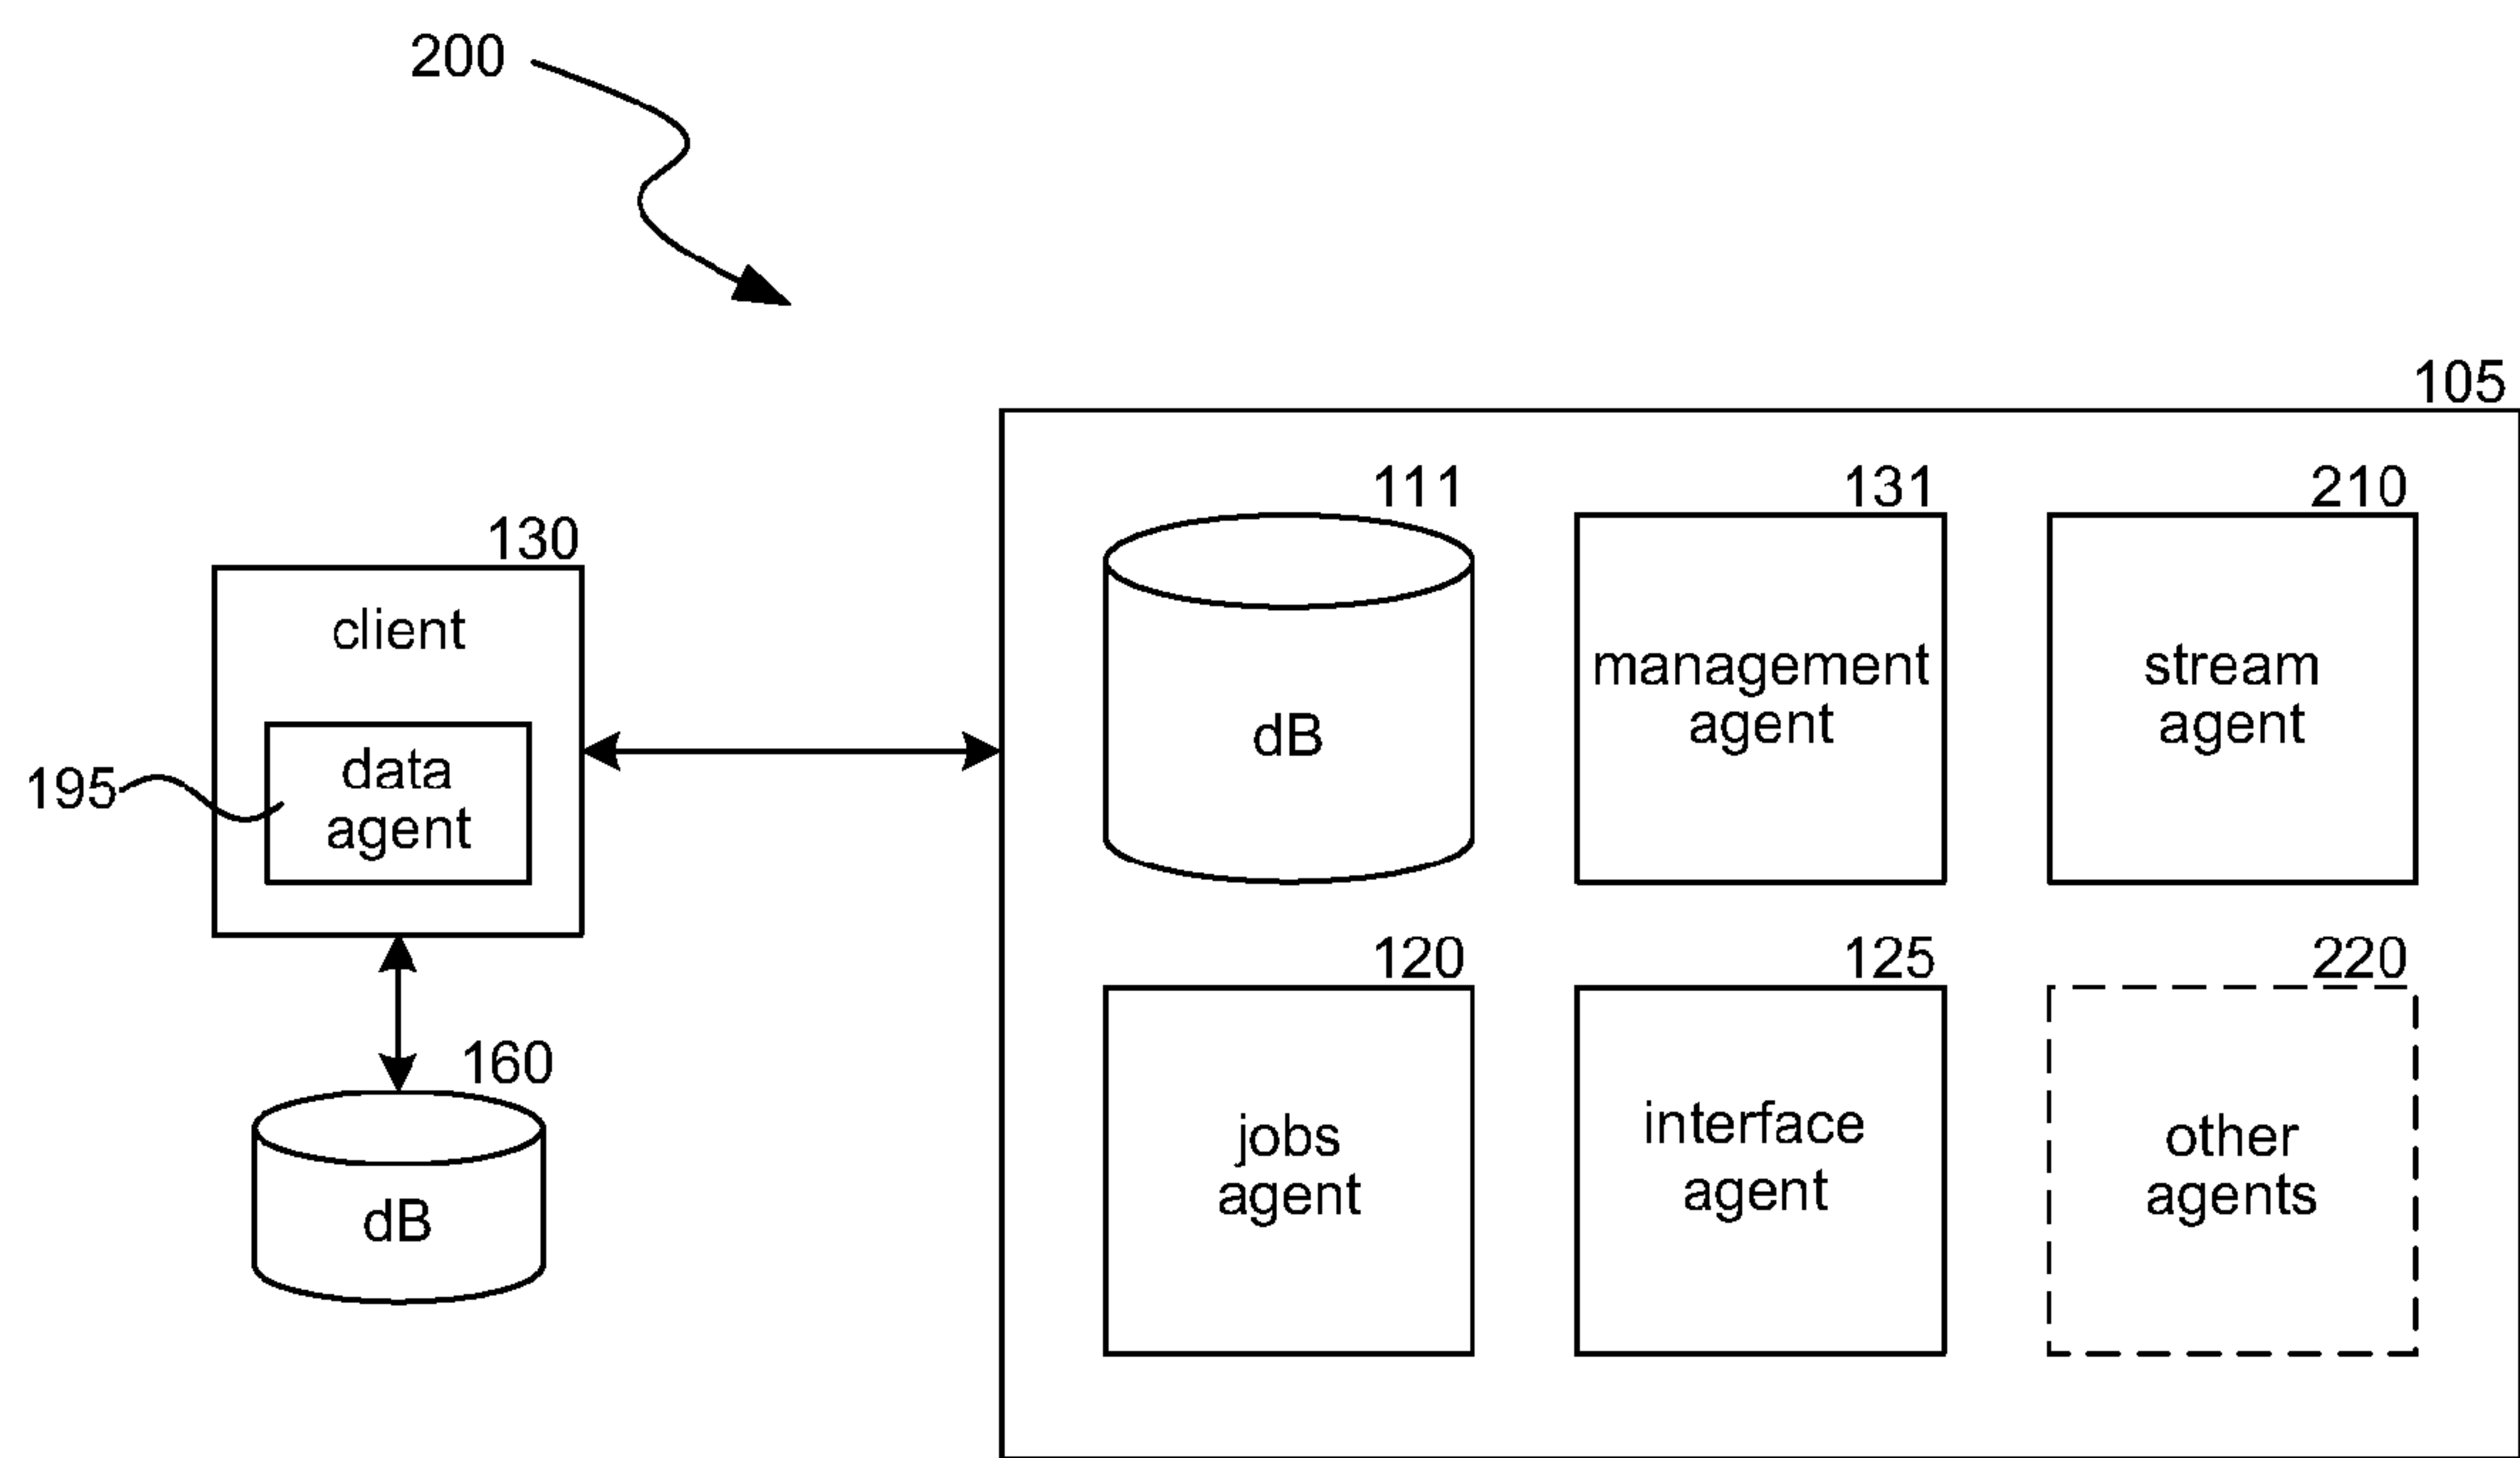 200
105
111
131
210
130
client
management
agent
stream
agent
dB
195
data
agent
120
125
220
160
jobs
agent
interface
agent
other
agents
dB